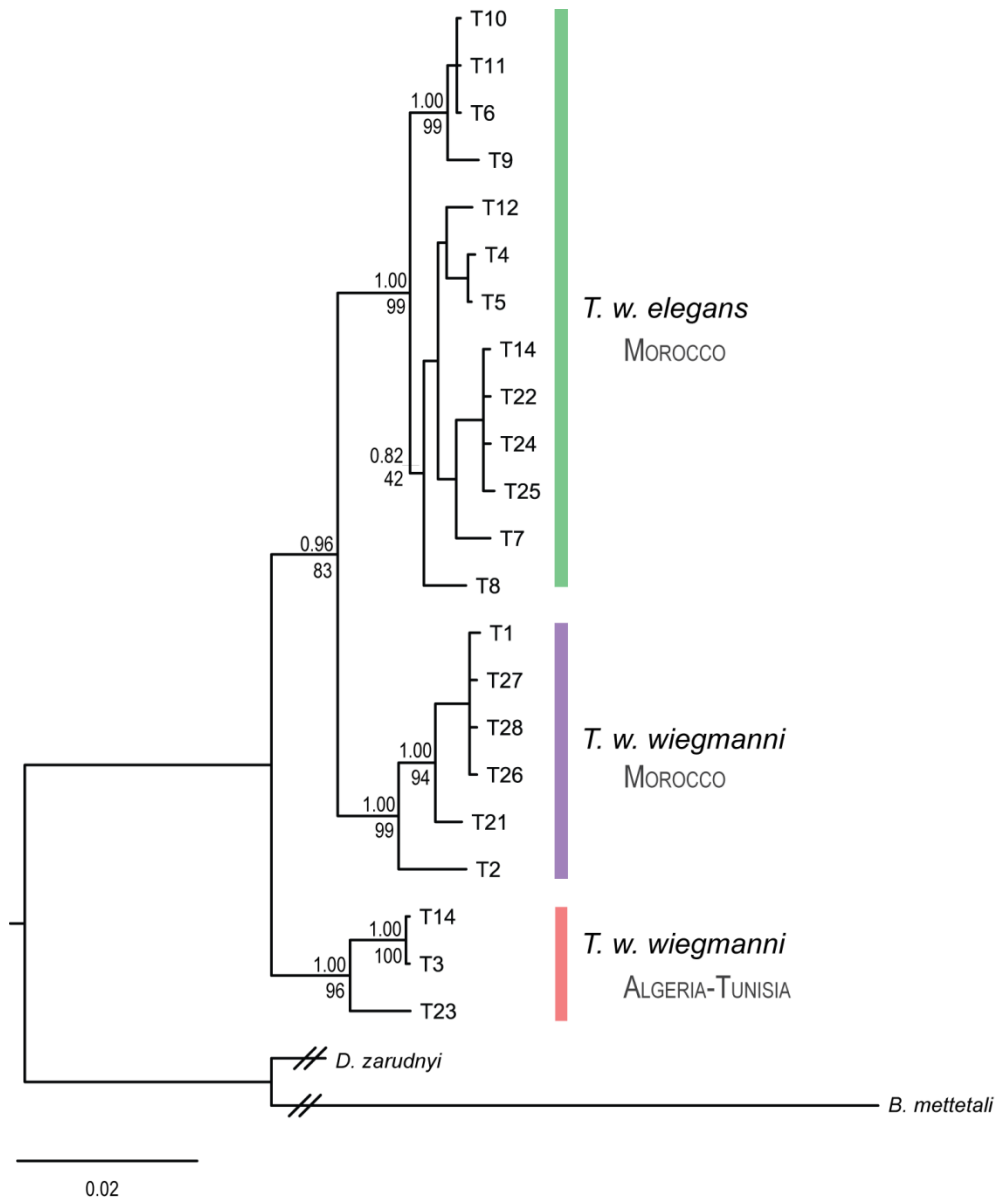 T10
T11
1.00
T6
99
T9
T12
T4
1.00
T5
99
T. w. elegans
MOROCCO
T14
T22
T24
0.82
42
T25
T7
0.96
83
T8
T1
T27
T28
T. w. wiegmanni
MOROCCO
1.00
T26
94
1.00
T21
99
T2
T14
1.00
T. w. wiegmanni
100
T3
1.00
96
ALGERIA-TUNISIA
T23
D. zarudnyi
B. mettetali
0.02